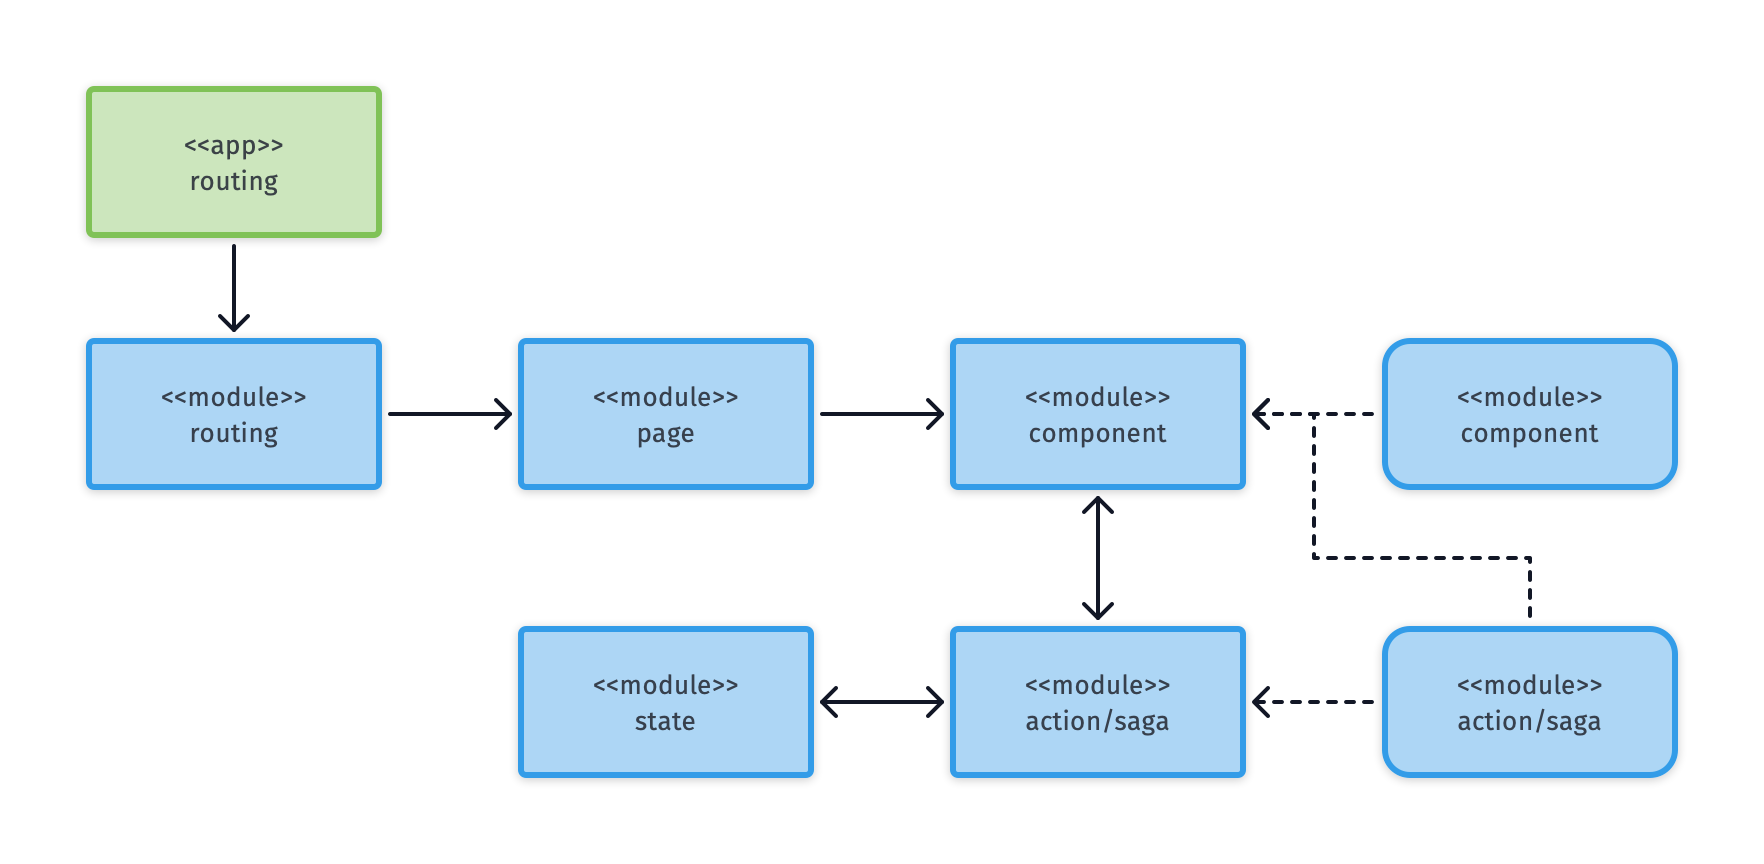 <<app>>
routing
<<module>>
routing
<<module>>
page
<<module>>
component
<<module>>
component
<<module>>
state
<<module>>
action/saga
<<module>>
action/saga